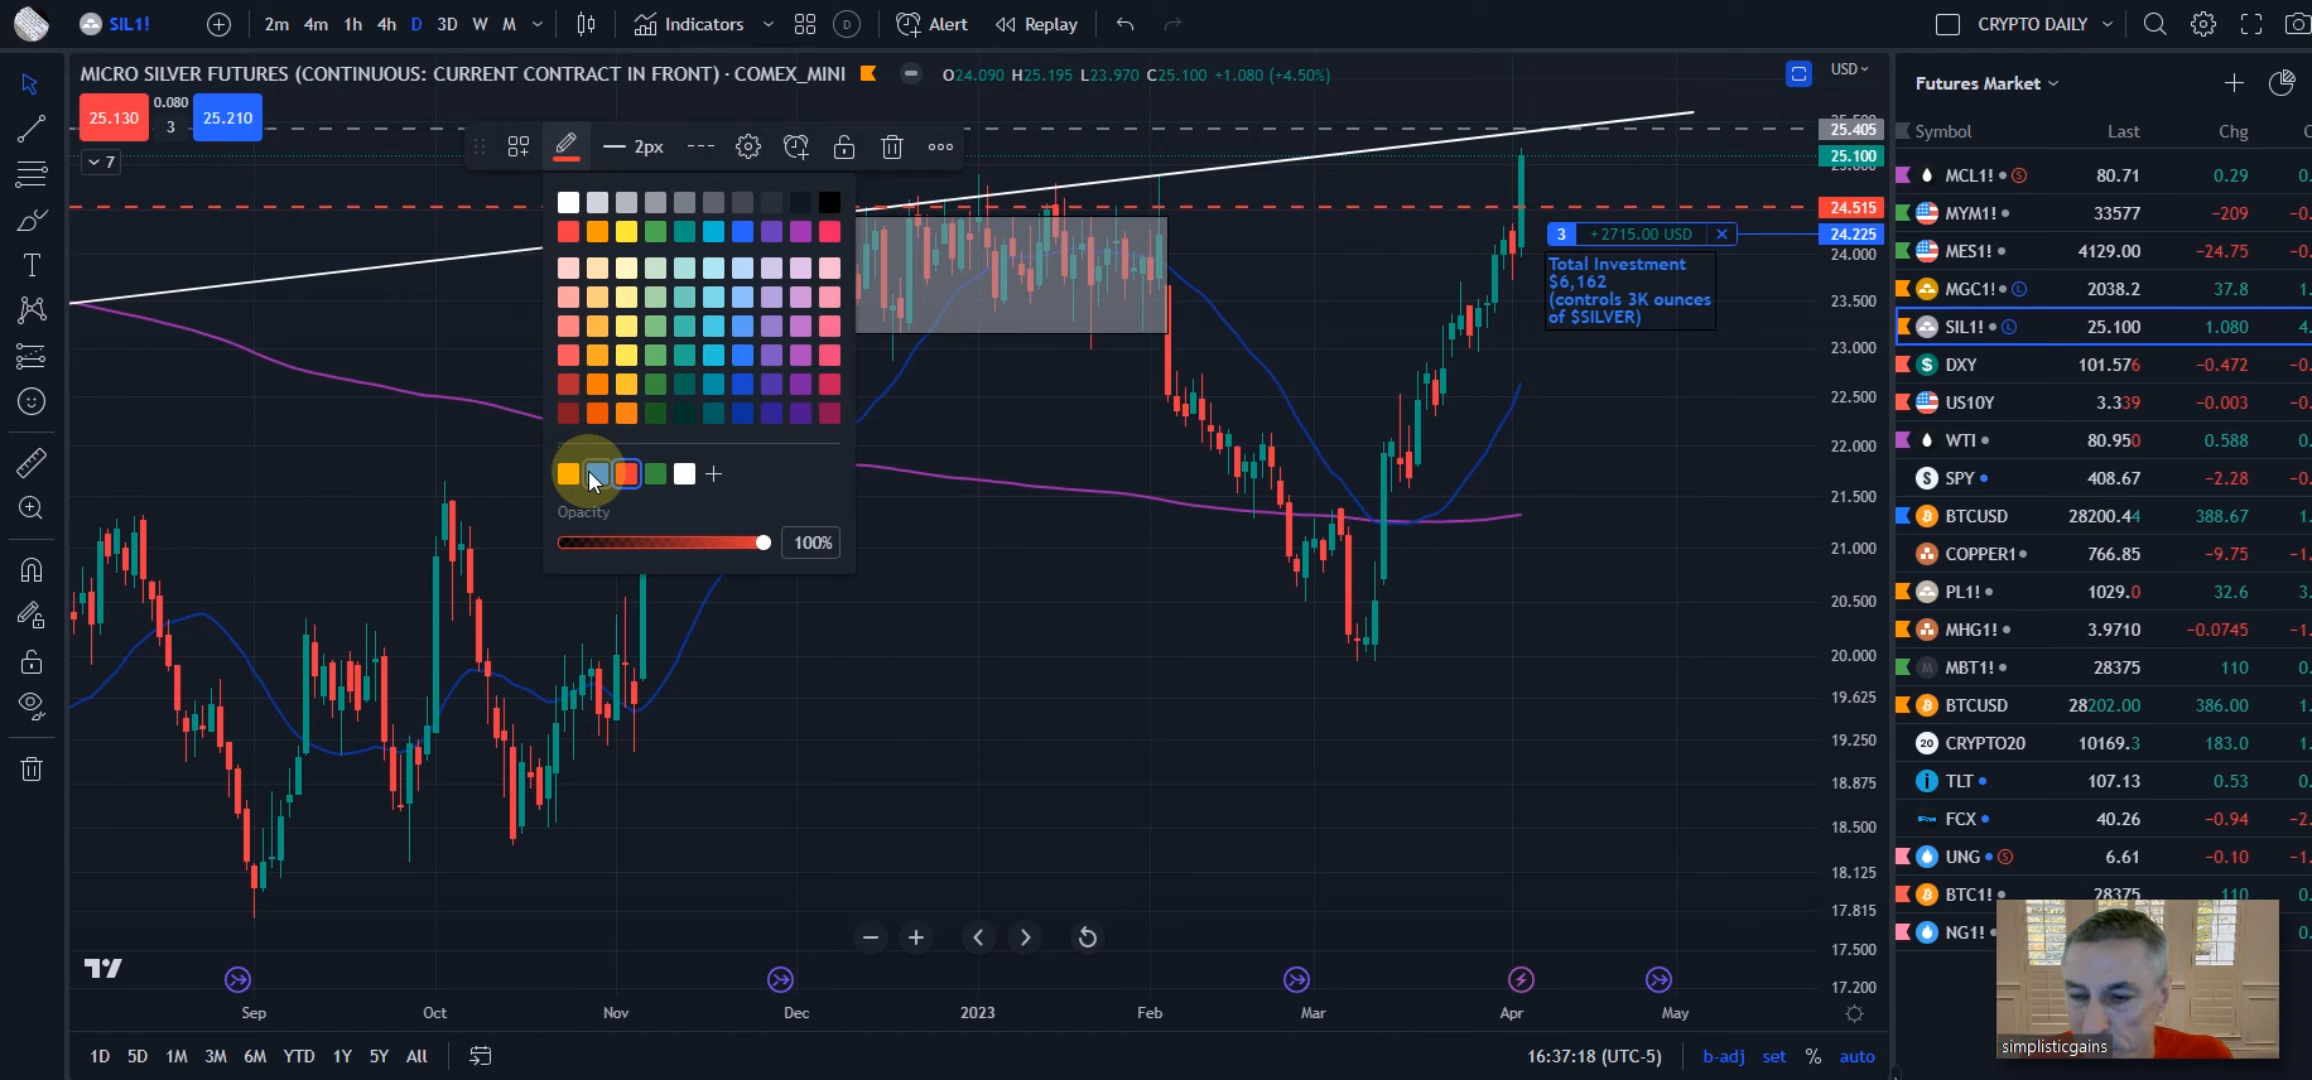 SIL1!
2m 4m 1h 4h D 3D W M
Indicators
D
Alert
Replay
CRYPTO DAILY
MICRO SILVER FUTURES (CONTINUOUS: CURRENT CONTRACT IN FRONT) · COMEX_MINI
O24.090 H25.195 L23.970 C25.100 +1.080 (+4.50%)
25.130
0.080
3
25.210
7
2px
Opacity
100%
3 +2715.00 USD
Total Investment
$6,162
(controls 3K ounces
of $SILVER)
USD
25.405
25.100
24.515
24.225
24.000
23.500
23.000
22.500
22.000
21.500
21.000
20.500
20.000
19.625
19.250
18.875
18.500
18.125
17.815
17.500
17.200
Sep Oct Nov Dec 2023 Feb Mar Apr May
1D 5D 1M 3M 6M YTD 1Y 5Y All
16:37:18 (UTC-5)
b-adj set % auto
Futures Market
Symbol Last Chg
MCL1! S 80.71 0.29
MYM1! 33577 -209
MES1! 4129.00 -24.75
MGC1! L 2038.2 37.8
SIL1! L 25.100 1.080
DXY 101.576 -0.472
US10Y 3.339 -0.003
WTI 80.950 0.588
SPY 408.67 -2.28
BTCUSD 28200.44 388.67
COPPER1 766.85 -9.75
PL1! 1029.0 32.6
MHG1! 3.9710 -0.0745
MBT1! 28375 110
BTCUSD 28202.00 386.00
20 CRYPTO20 10169.3 183.0
TLT 107.13 0.53
FCX 40.26 -0.94
UNG S 6.61 -0.10
BTC1! 28375 110
NG1!
simplisticgains